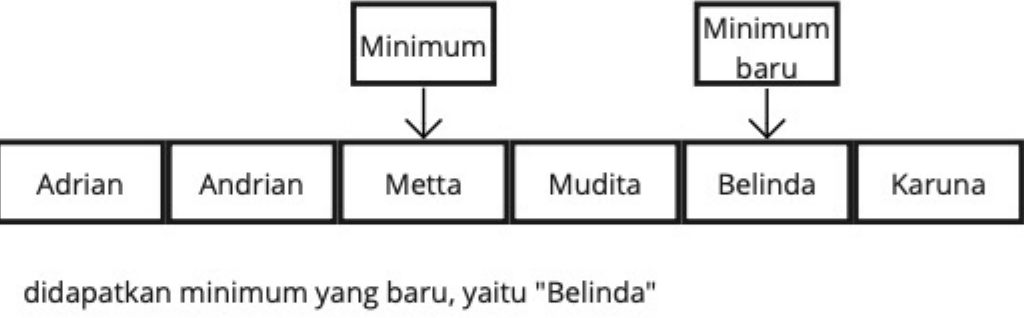 Minimum
Minimum
baru
Adrian
Andrian
Metta
Mudita
Belinda
Karuna
didapatkan minimum yang baru, yaitu "Belinda"